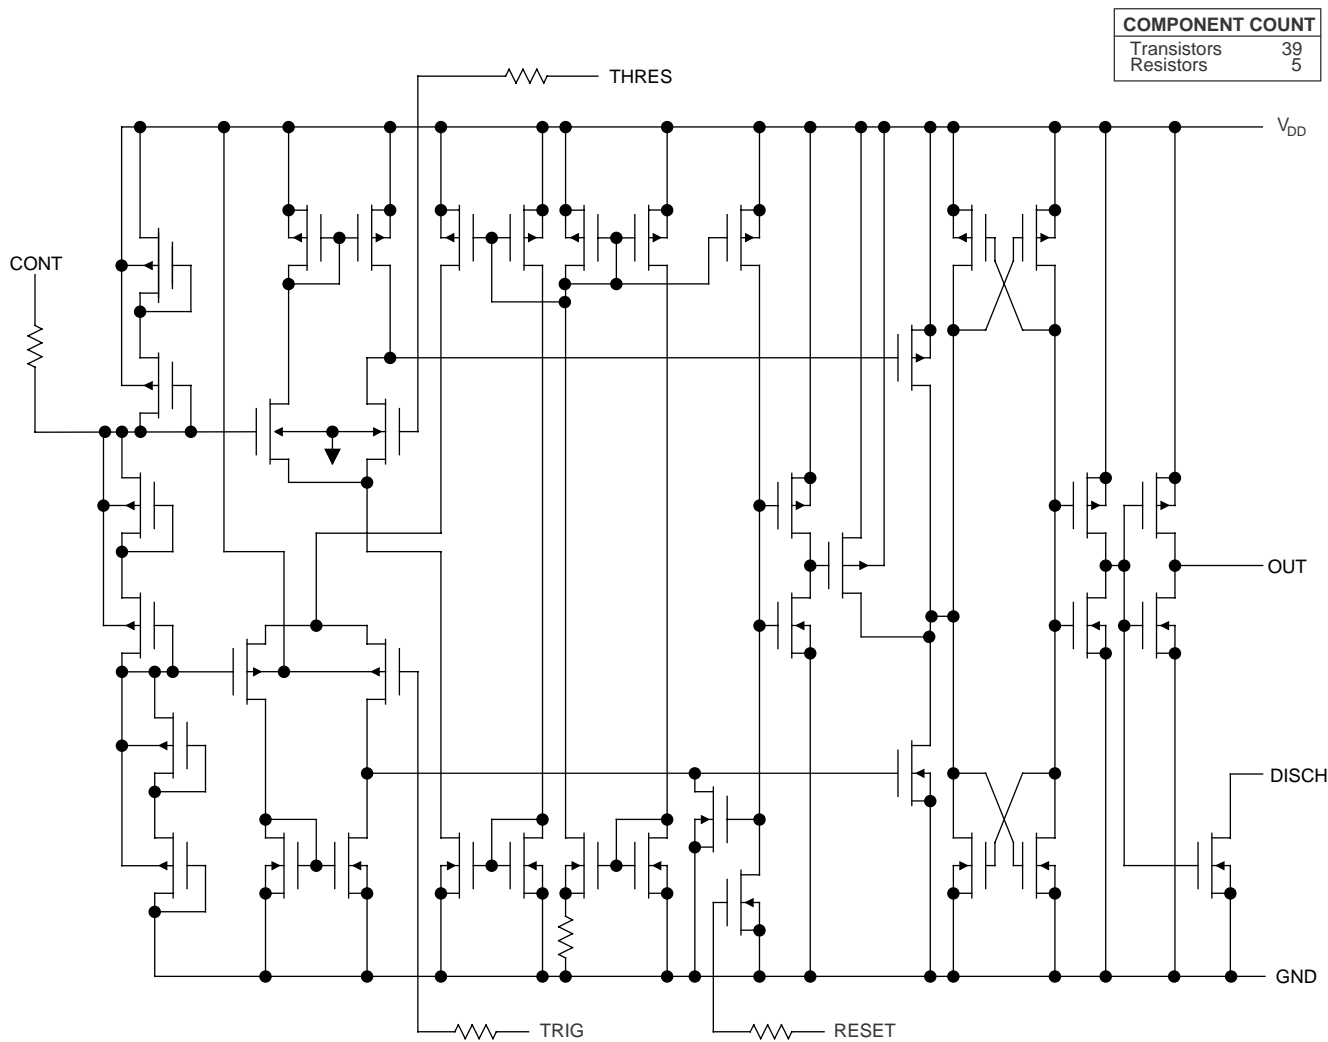 COMPONENT COUNT
Transistors 39
Resistors 5
THRES
VDD
CONT
OUT
DISCH
GND
TRIG
RESET